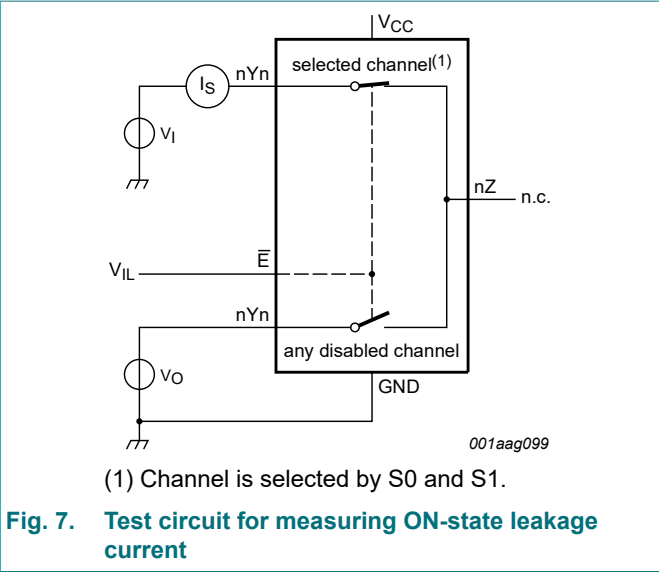 VCC
selected channel(1)
IS
nYn
VI
nZ
n.c.
E̅
VIL
nYn
any disabled channel
VO
GND
001aag099
(1) Channel is selected by S0 and S1.
Fig. 7. Test circuit for measuring ON-state leakage
current